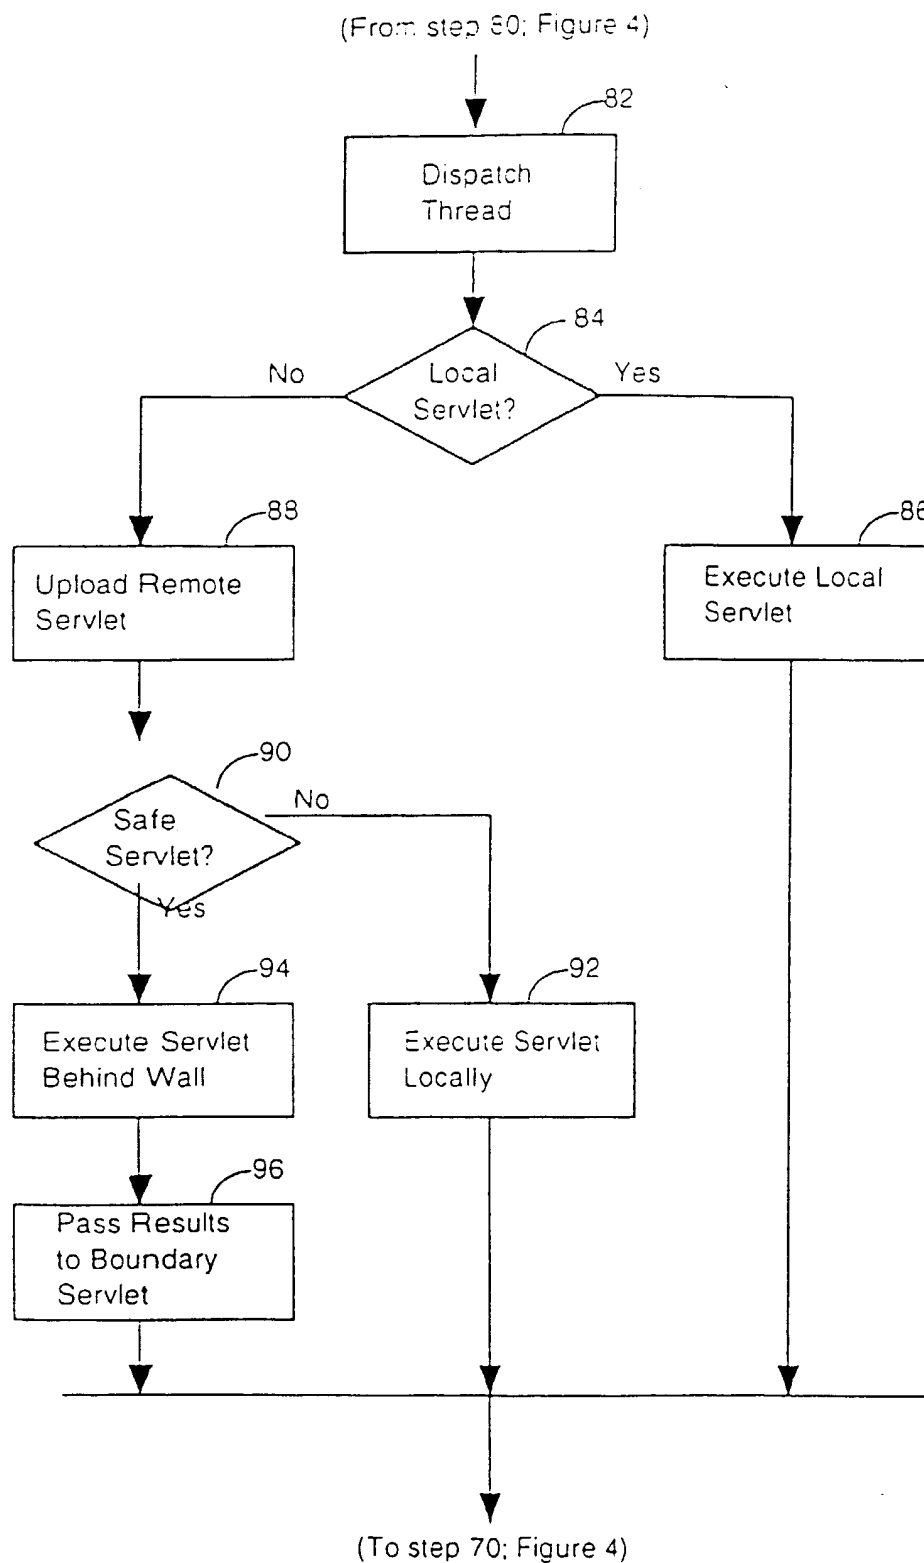 (From step 80; Figure 4)
82
Dispatch
Thread
84
No
Local
Servlet?
Yes
88
86
Upload Remote
Servlet
Execute Local
Servlet
90
No
Safe
Servlet?
Yes
94
92
Execute Servlet
Behind Wall
Execute Servlet
Locally
96
Pass Results
to Boundary
Servlet
(To step 70; Figure 4)